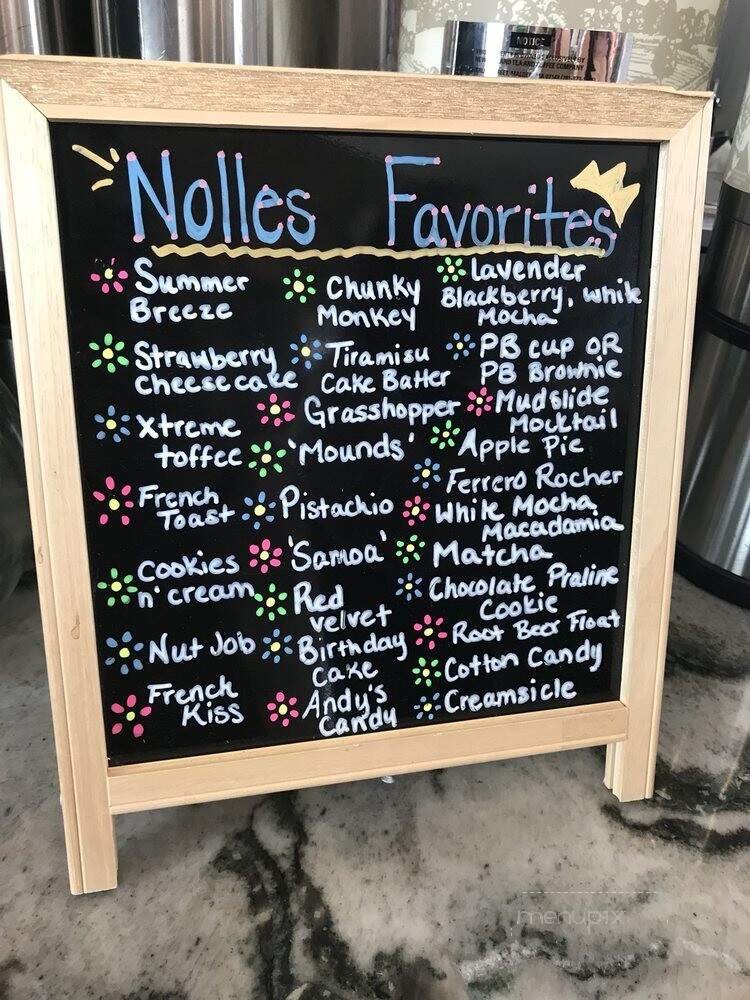 NOTICE
Nolles Favorites
Summer
Breeze
Strawberry
Cheesecake
Xtreme
toffee
French
Toast
Cookies
n' cream
Nut Job
French
Kiss
Chunky
Monkey
Tiramisu
Cake Batter
Grasshopper
'Mounds'
Pistachio
'Samoa'
Red
velvet
Birthday
Cake
Andy's
Candy
Lavender
Blackberry, White
Mocha
PB cup OR
PB Brownie
Mudslide
Mocktail
Apple Pie
Ferrero Rocher
White Mocha
Macadamia
Matcha
Chocolate Praline
Cookie
Root Beer Float
Cotton Candy
Creamsicle
menupix